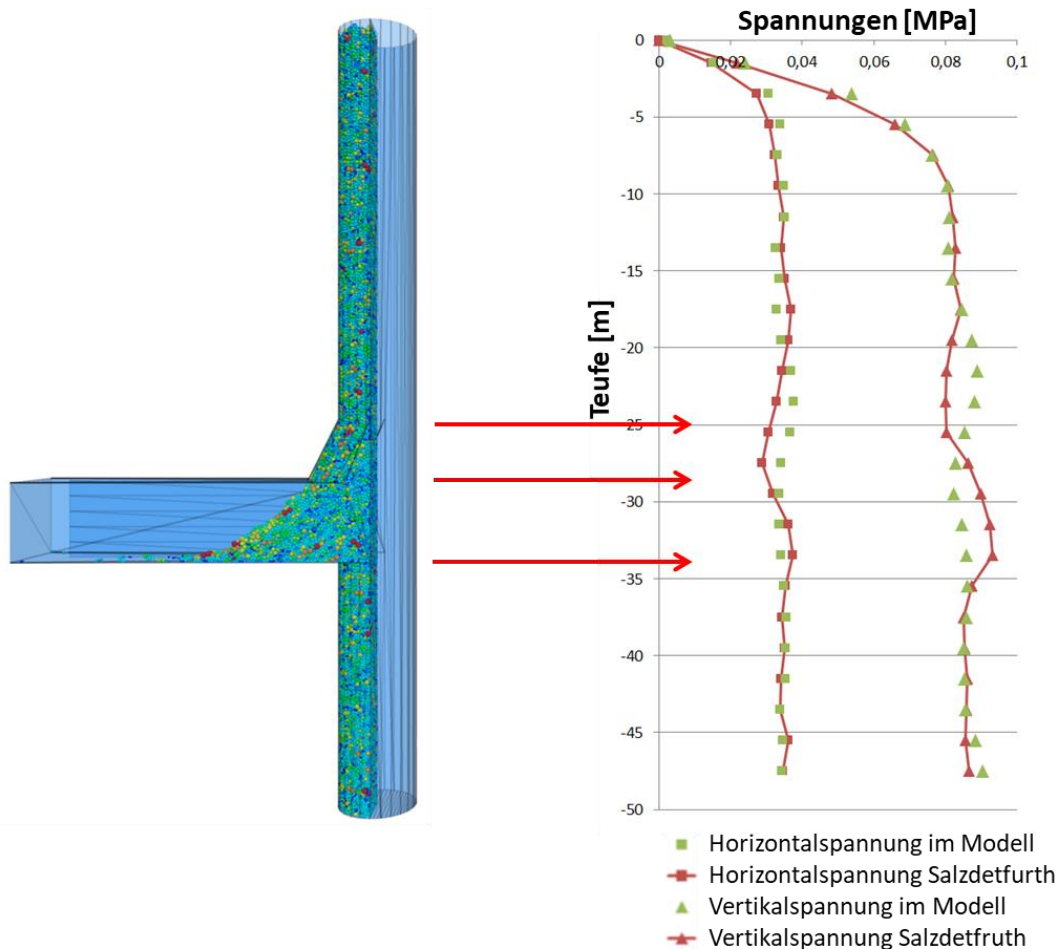 Spannungen [MPa]
0 0,02 0,04 0,06 0,08 0,1
0
-5
-10
-15
-20
-25
-30
-35
-40
-45
-50
Teufe [m]
Horizontalspannung im Modell
Horizontalspannung Salzdetfurth
Vertikalspannung im Modell
Vertikalspannung Salzdetfruth